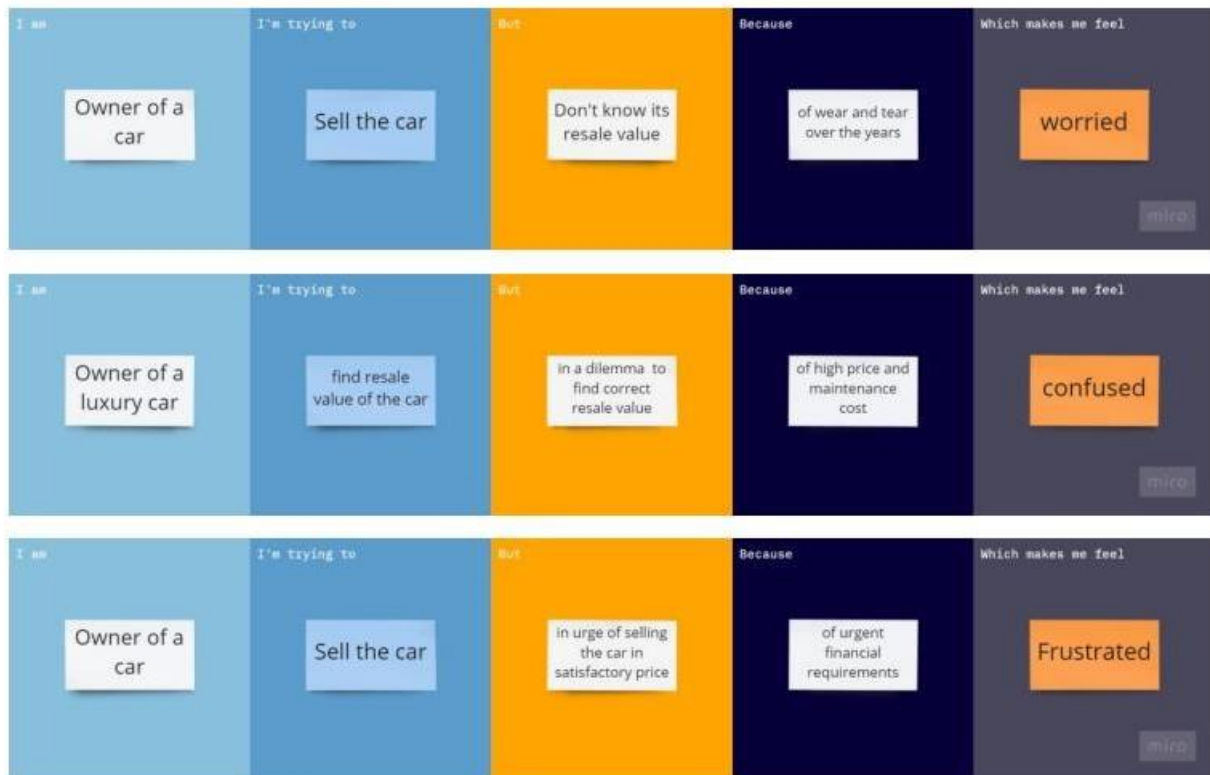 I am
I'm trying to
But
Because
Which makes me feel
Owner of a
car
Sell the car
Don't know its
resale value
of wear and tear
over the years
worried
miro
I am
I'm trying to
But
Because
Which makes me feel
Owner of a
luxury car
find resale
value of the car
in a dilemma to
find correct
resale value
of high price and
maintenance
cost
confused
miro
I am
I'm trying to
But
Because
Which makes me feel
Owner of a
car
Sell the car
in urge of selling
the car in
satisfactory price
of urgent
financial
requirements
Frustrated
miro